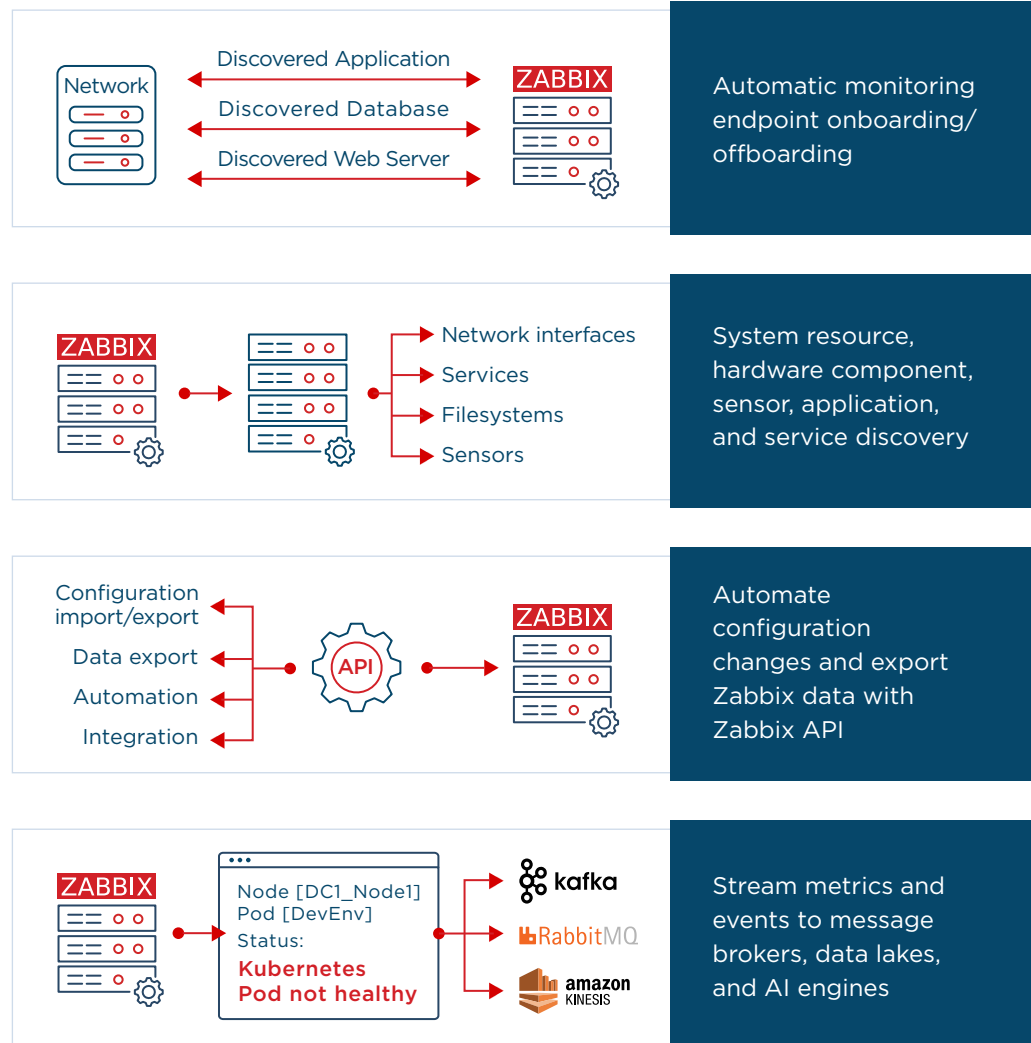 Network
Discovered Application
Discovered Database
Discovered Web Server
ZABBIX
Automatic monitoring
endpoint onboarding/
offboarding
ZABBIX
Network interfaces
Services
Filesystems
Sensors
System resource,
hardware component,
sensor, application,
and service discovery
Configuration
import/export
Data export
Automation
Integration
API
ZABBIX
Automate
configuration
changes and export
Zabbix data with
Zabbix API
ZABBIX
Node [DC1_Node1]
Pod [DevEnv]
Status:
Kubernetes
Pod not healthy
kafka
RabbitMQ
amazon
KINESIS
Stream metrics and
events to message
brokers, data lakes,
and AI engines